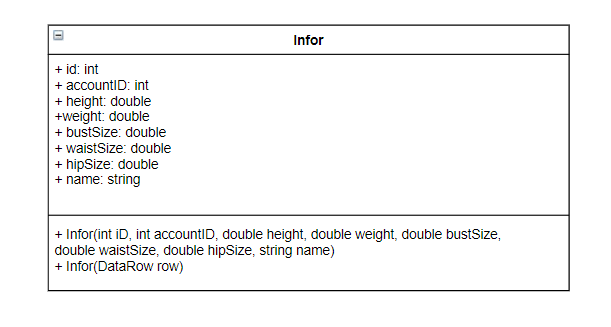 Infor
+ id: int
+ accountID: int
+ height: double
+weight: double
+ bustSize: double
+ waistSize: double
+ hipSize: double
+ name: string
+ Infor(int iD, int accountID, double height, double weight, double bustSize,
double waistSize, double hipSize, string name)
+ Infor(DataRow row)